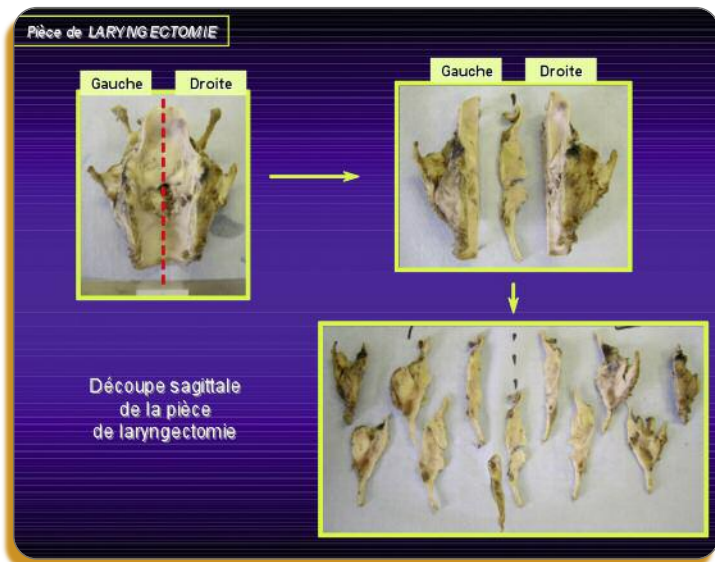 Pièce de LARYNGECTOMIE
Gauche Droite
Gauche Droite
Découpe sagittale
de la pièce
de laryngectomie